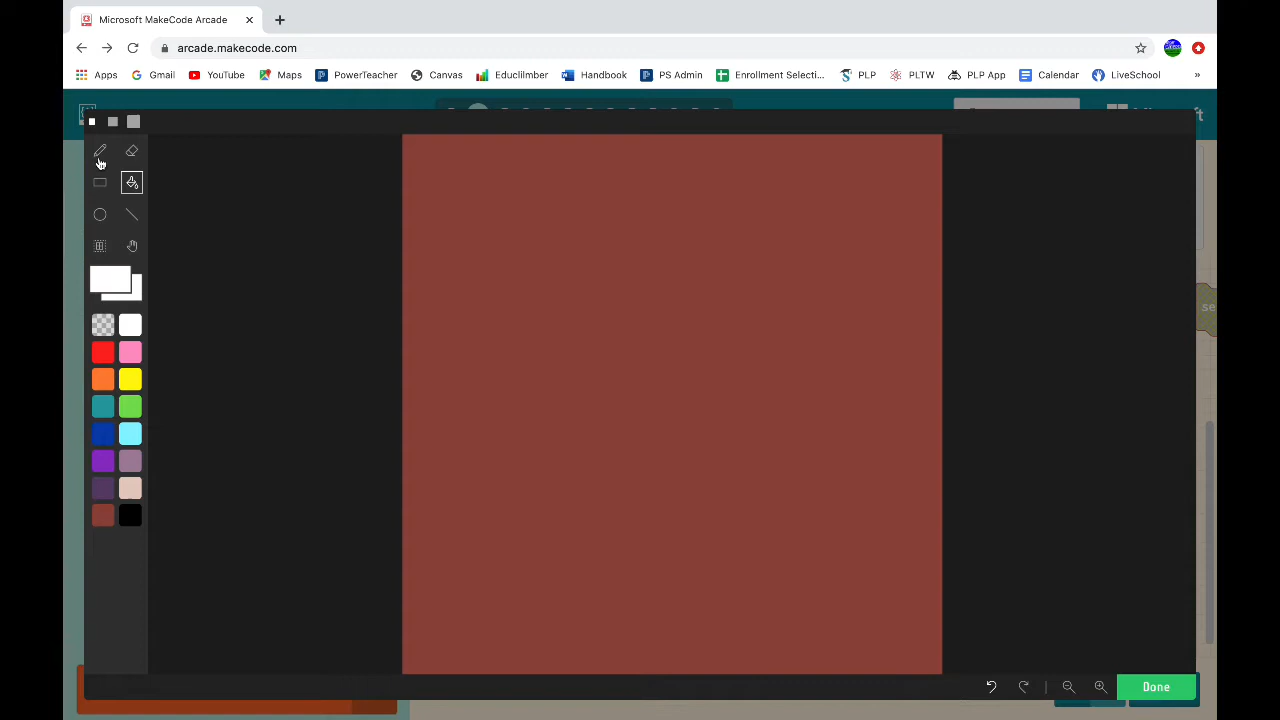 Microsoft MakeCode Arcade
arcade.makecode.com
Apps Gmail YouTube Maps PowerTeacher Canvas Educlimber Handbook PS Admin Enrollment Selecti... PLP PLTW PLP App Calendar LiveSchool »
se
Done